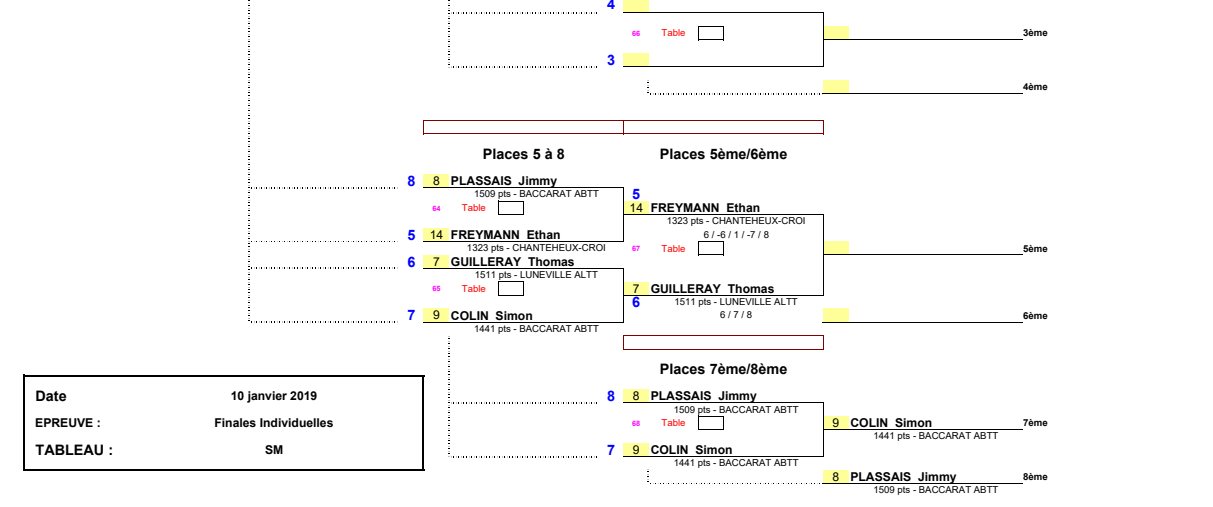 4
66 Table
3ème
3
4ème
Places 5 à 8 Places 5ème/6ème
8 8 PLASSAIS Jimmy
1509 pts - BACCARAT ABTT
5
64 Table
14 FREYMANN Ethan
1323 pts - CHANTEHEUX-CROI
5 14 FREYMANN Ethan
6 / -6 / 1 / -7 / 8
1323 pts - CHANTEHEUX-CROI
67 Table
5ème
6 7 GUILLERAY Thomas
1511 pts - LUNEVILLE ALTT
65 Table
7 GUILLERAY Thomas
6 1511 pts - LUNEVILLE ALTT
7 9 COLIN Simon
6 / 7 / 8
6ème
1441 pts - BACCARAT ABTT
Places 7ème/8ème
Date 10 janvier 2019
8 8 PLASSAIS Jimmy
1509 pts - BACCARAT ABTT
EPREUVE : Finales Individuelles
68 Table
9 COLIN Simon 7ème
1441 pts - BACCARAT ABTT
TABLEAU : SM
7 9 COLIN Simon
1441 pts - BACCARAT ABTT
8 PLASSAIS Jimmy 8ème
1509 pts - BACCARAT ABTT